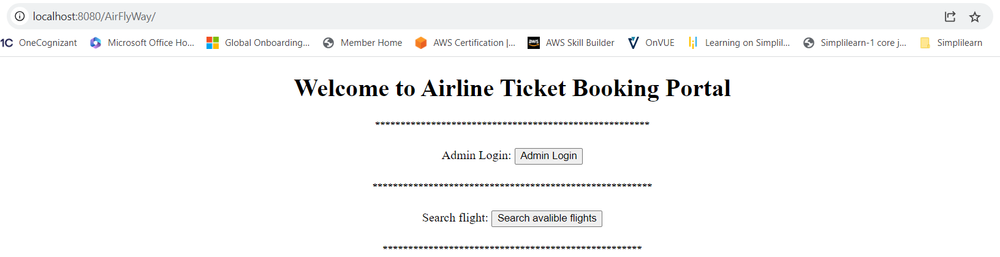 localhost:8080/AirFlyWay/
1C OneCognizant Microsoft Office Ho... Global Onboarding... Member Home AWS Certification |... aws AWS Skill Builder OnVUE Learning on Simplil... Simplilearn-1 core j... Simplilearn
Welcome to Airline Ticket Booking Portal
******************************************************
Admin Login: Admin Login
*******************************************************
Search flight: Search avalible flights
***************************************************